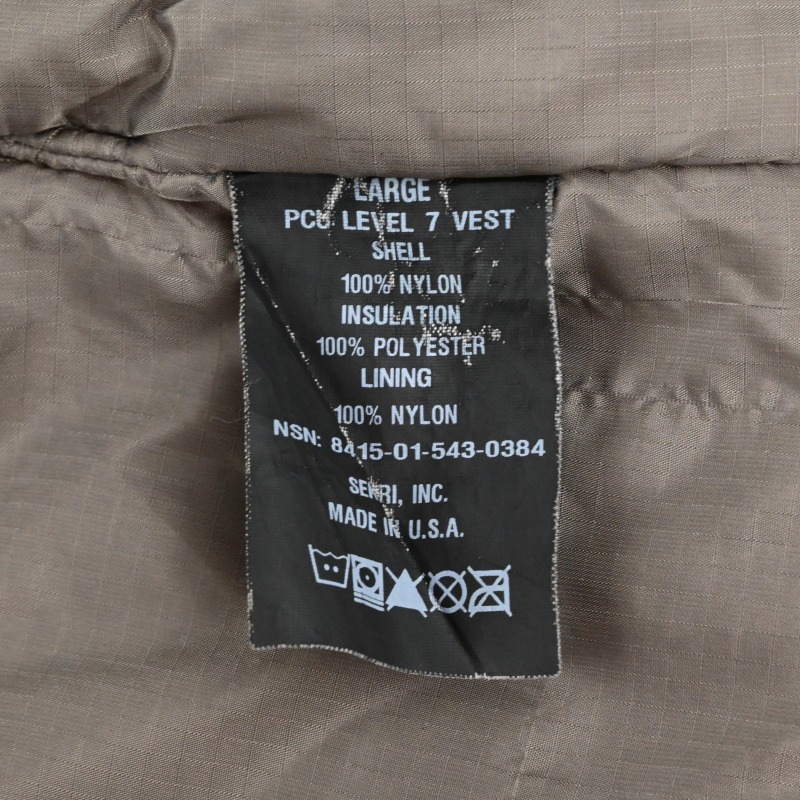 LARGE
PCU LEVEL 7 VEST
SHELL
100% NYLON
INSULATION
100% POLYESTER
LINING
100% NYLON
NSN: 8415-01-543-0384
SEKRI, INC.
MADE IN U.S.A.